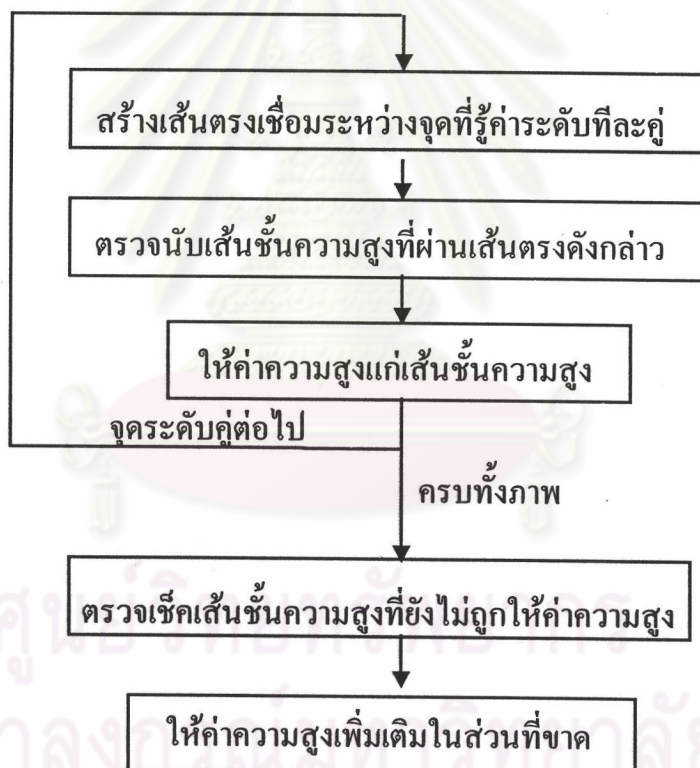 สร้างเส้นตรงเชื่อมระหว่างจุดที่รู้ค่าระดับทีละคู่
ตรวจนับเส้นชั้นความสูงที่ผ่านเส้นตรงดังกล่าว
ให้ค่าความสูงแก่เส้นชั้นความสูง
จุดระดับคู่ต่อไป
ครบทั้งภาพ
ตรวจเช็คเส้นชั้นความสูงที่ยังไม่ถูกให้ค่าความสูง
ให้ค่าความสูงเพิ่มเติมในส่วนที่ขาด